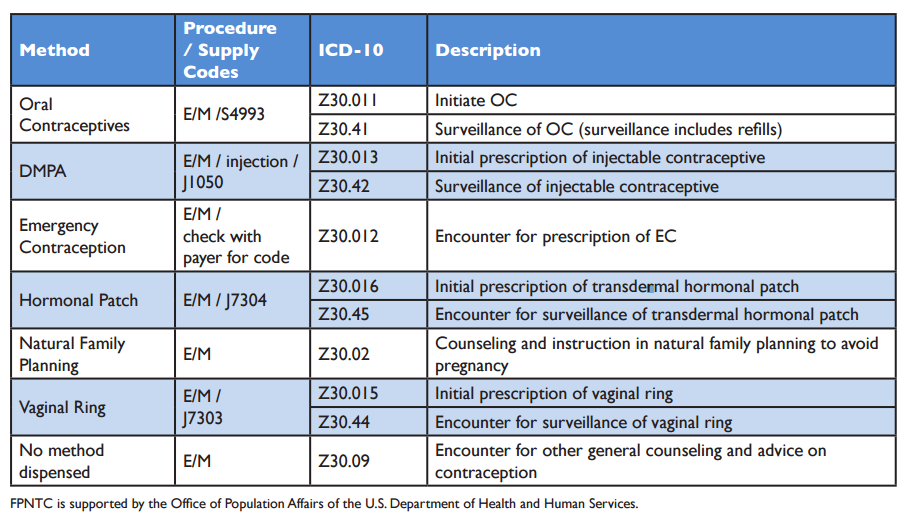 Method
Procedure
/ Supply
Codes
ICD-10
Description
Oral
Contraceptives
E/M /S4993
Z30.011
Initiate OC
Z30.41
Surveillance of OC (surveillance includes refills)
DMPA
E/M / injection /
J1050
Z30.013
Initial prescription of injectable contraceptive
Z30.42
Surveillance of injectable contraceptive
Emergency
Contraception
E/M /
check with
payer for code
Z30.012
Encounter for prescription of EC
Hormonal Patch
E/M / J7304
Z30.016
Initial prescription of transdermal hormonal patch
Z30.45
Encounter for surveillance of transdermal hormonal patch
Natural Family
Planning
E/M
Z30.02
Counseling and instruction in natural family planning to avoid
pregnancy
Vaginal Ring
E/M /
J7303
Z30.015
Initial prescription of vaginal ring
Z30.44
Encounter for surveillance of vaginal ring
No method
dispensed
E/M
Z30.09
Encounter for other general counseling and advice on
contraception
FPNTC is supported by the Office of Population Affairs of the U.S. Department of Health and Human Services.